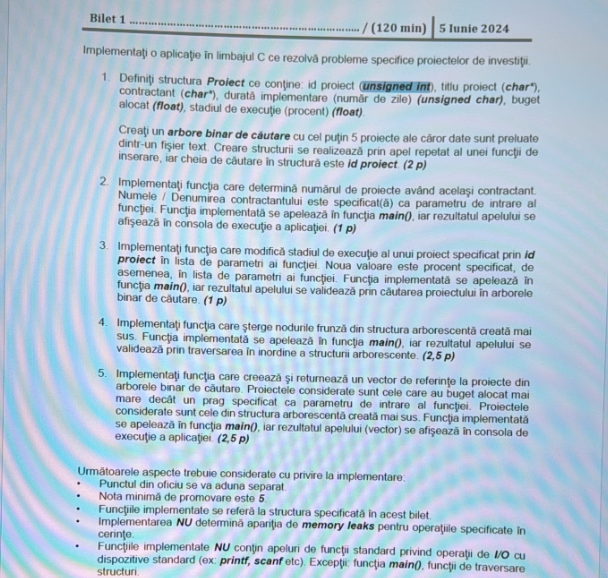 Bilet 1 ........................................................................ / (120 min) | 5 Iunie 2024
Implementați o aplicație în limbajul C ce rezolvă probleme specifice proiectelor de investiții.
1. Definiți structura Proiect ce conține: id proiect (unsigned int), titlu proiect (char*),
contractant (char*), durată implementare (număr de zile) (unsigned char), buget
alocat (float), stadiul de execuție (procent) (float).
Creați un arbore binar de căutare cu cel puțin 5 proiecte ale căror date sunt preluate
dintr-un fișier text. Creare structurii se realizează prin apel repetat al unei funcții de
inserare, iar cheia de căutare în structură este id proiect. (2 p)
2. Implementați funcția care determină numărul de proiecte având același contractant.
Numele / Denumirea contractantului este specificat(ă) ca parametru de intrare al
funcției. Funcția implementată se apelează în funcția main(), iar rezultatul apelului se
afișează în consola de execuție a aplicației. (1 p)
3. Implementați funcția care modifică stadiul de execuție al unui proiect specificat prin id
proiect în lista de parametri ai funcției. Noua valoare este procent specificat, de
asemenea, în lista de parametri ai funcției. Funcția implementată se apelează în
funcția main(), iar rezultatul apelului se validează prin căutarea proiectului în arborele
binar de căutare. (1 p)
4. Implementați funcția care șterge nodurile frunză din structura arborescentă creată mai
sus. Funcția implementată se apelează în funcția main(), iar rezultatul apelului se
validează prin traversarea în inordine a structurii arborescente. (2,5 p)
5. Implementați funcția care creează și returnează un vector de referințe la proiecte din
arborele binar de căutare. Proiectele considerate sunt cele care au buget alocat mai
mare decât un prag specificat ca parametru de intrare al funcției. Proiectele
considerate sunt cele din structura arborescentă creată mai sus. Funcția implementată
se apelează în funcția main(), iar rezultatul apelului (vector) se afișează în consola de
execuție a aplicației. (2,5 p)
Următoarele aspecte trebuie considerate cu privire la implementare:
• Punctul din oficiu se va aduna separat.
• Nota minimă de promovare este 5.
• Funcțiile implementate se referă la structura specificată în acest bilet.
• Implementarea NU determină apariția de memory leaks pentru operațiile specificate în
cerințe.
• Funcțiile implementate NU conțin apeluri de funcții standard privind operații de I/O cu
dispozitive standard (ex: printf, scanf etc). Excepții: funcția main(), funcții de traversare
structuri.